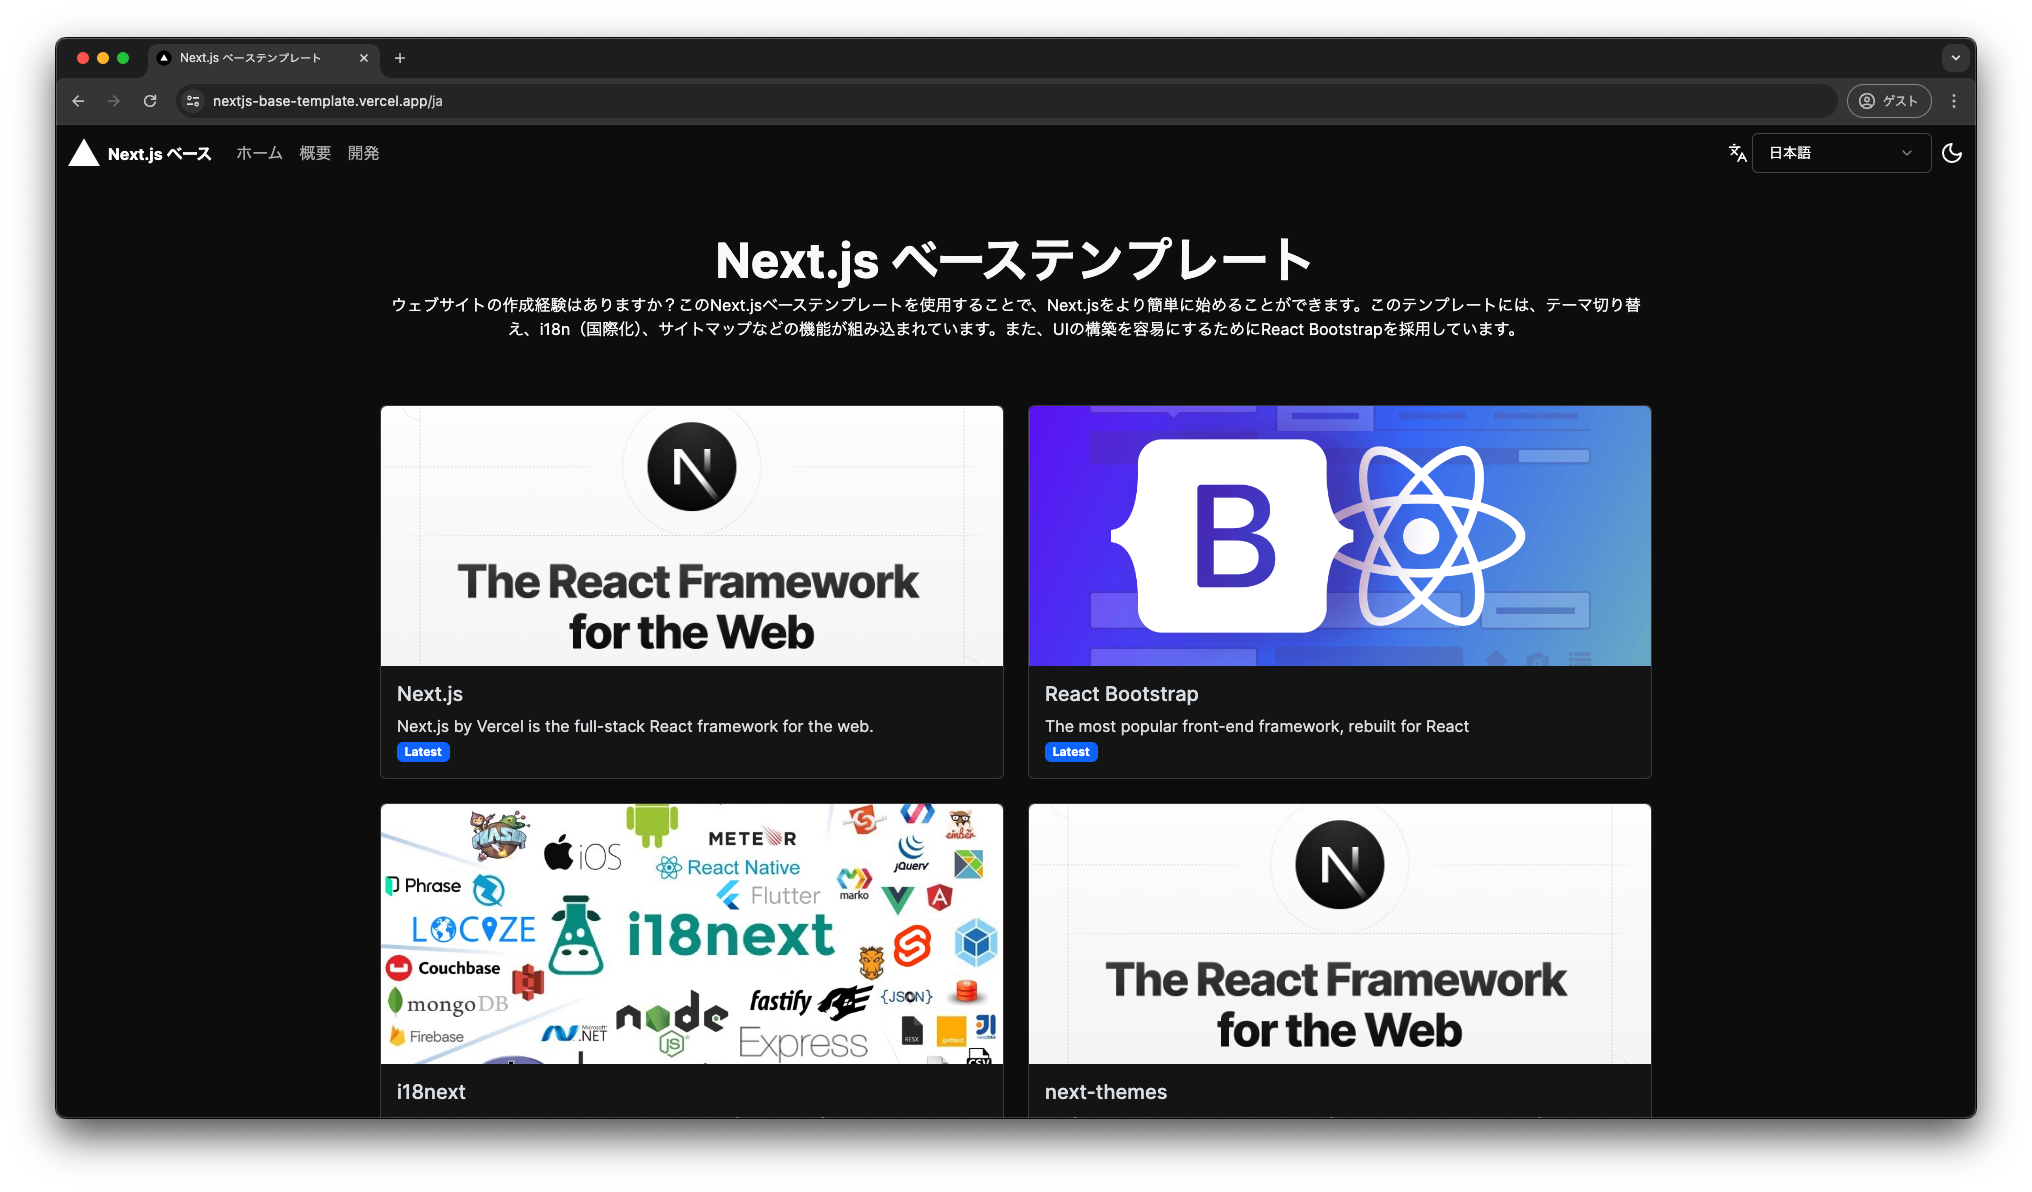 Next.js ベーステンプレート
nextjs-base-template.vercel.app/ja
ゲスト
Next.js ベース
ホーム
概要
開発
日本語
Next.js ベーステンプレート
ウェブサイトの作成経験はありますか？このNext.jsベーステンプレートを使用することで、Next.jsをより簡単に始めることができます。このテンプレートには、テーマ切り替
え、i18n（国際化）、サイトマップなどの機能が組み込まれています。また、UIの構築を容易にするためにReact Bootstrapを採用しています。
N
The React Framework
for the Web
Next.js
Next.js by Vercel is the full-stack React framework for the web.
Latest
B
React Bootstrap
The most popular front-end framework, rebuilt for React
Latest
iOS
METEOR
ember
React Native
jQuery
Phrase
Flutter
marko
LOCIZE
i18next
Couchbase
mongoDB
node
JS
fastify
{JSON}
Firebase
Microsoft
.NET
Express
RESX
gettext
CSV
i18next
N
The React Framework
for the Web
next-themes